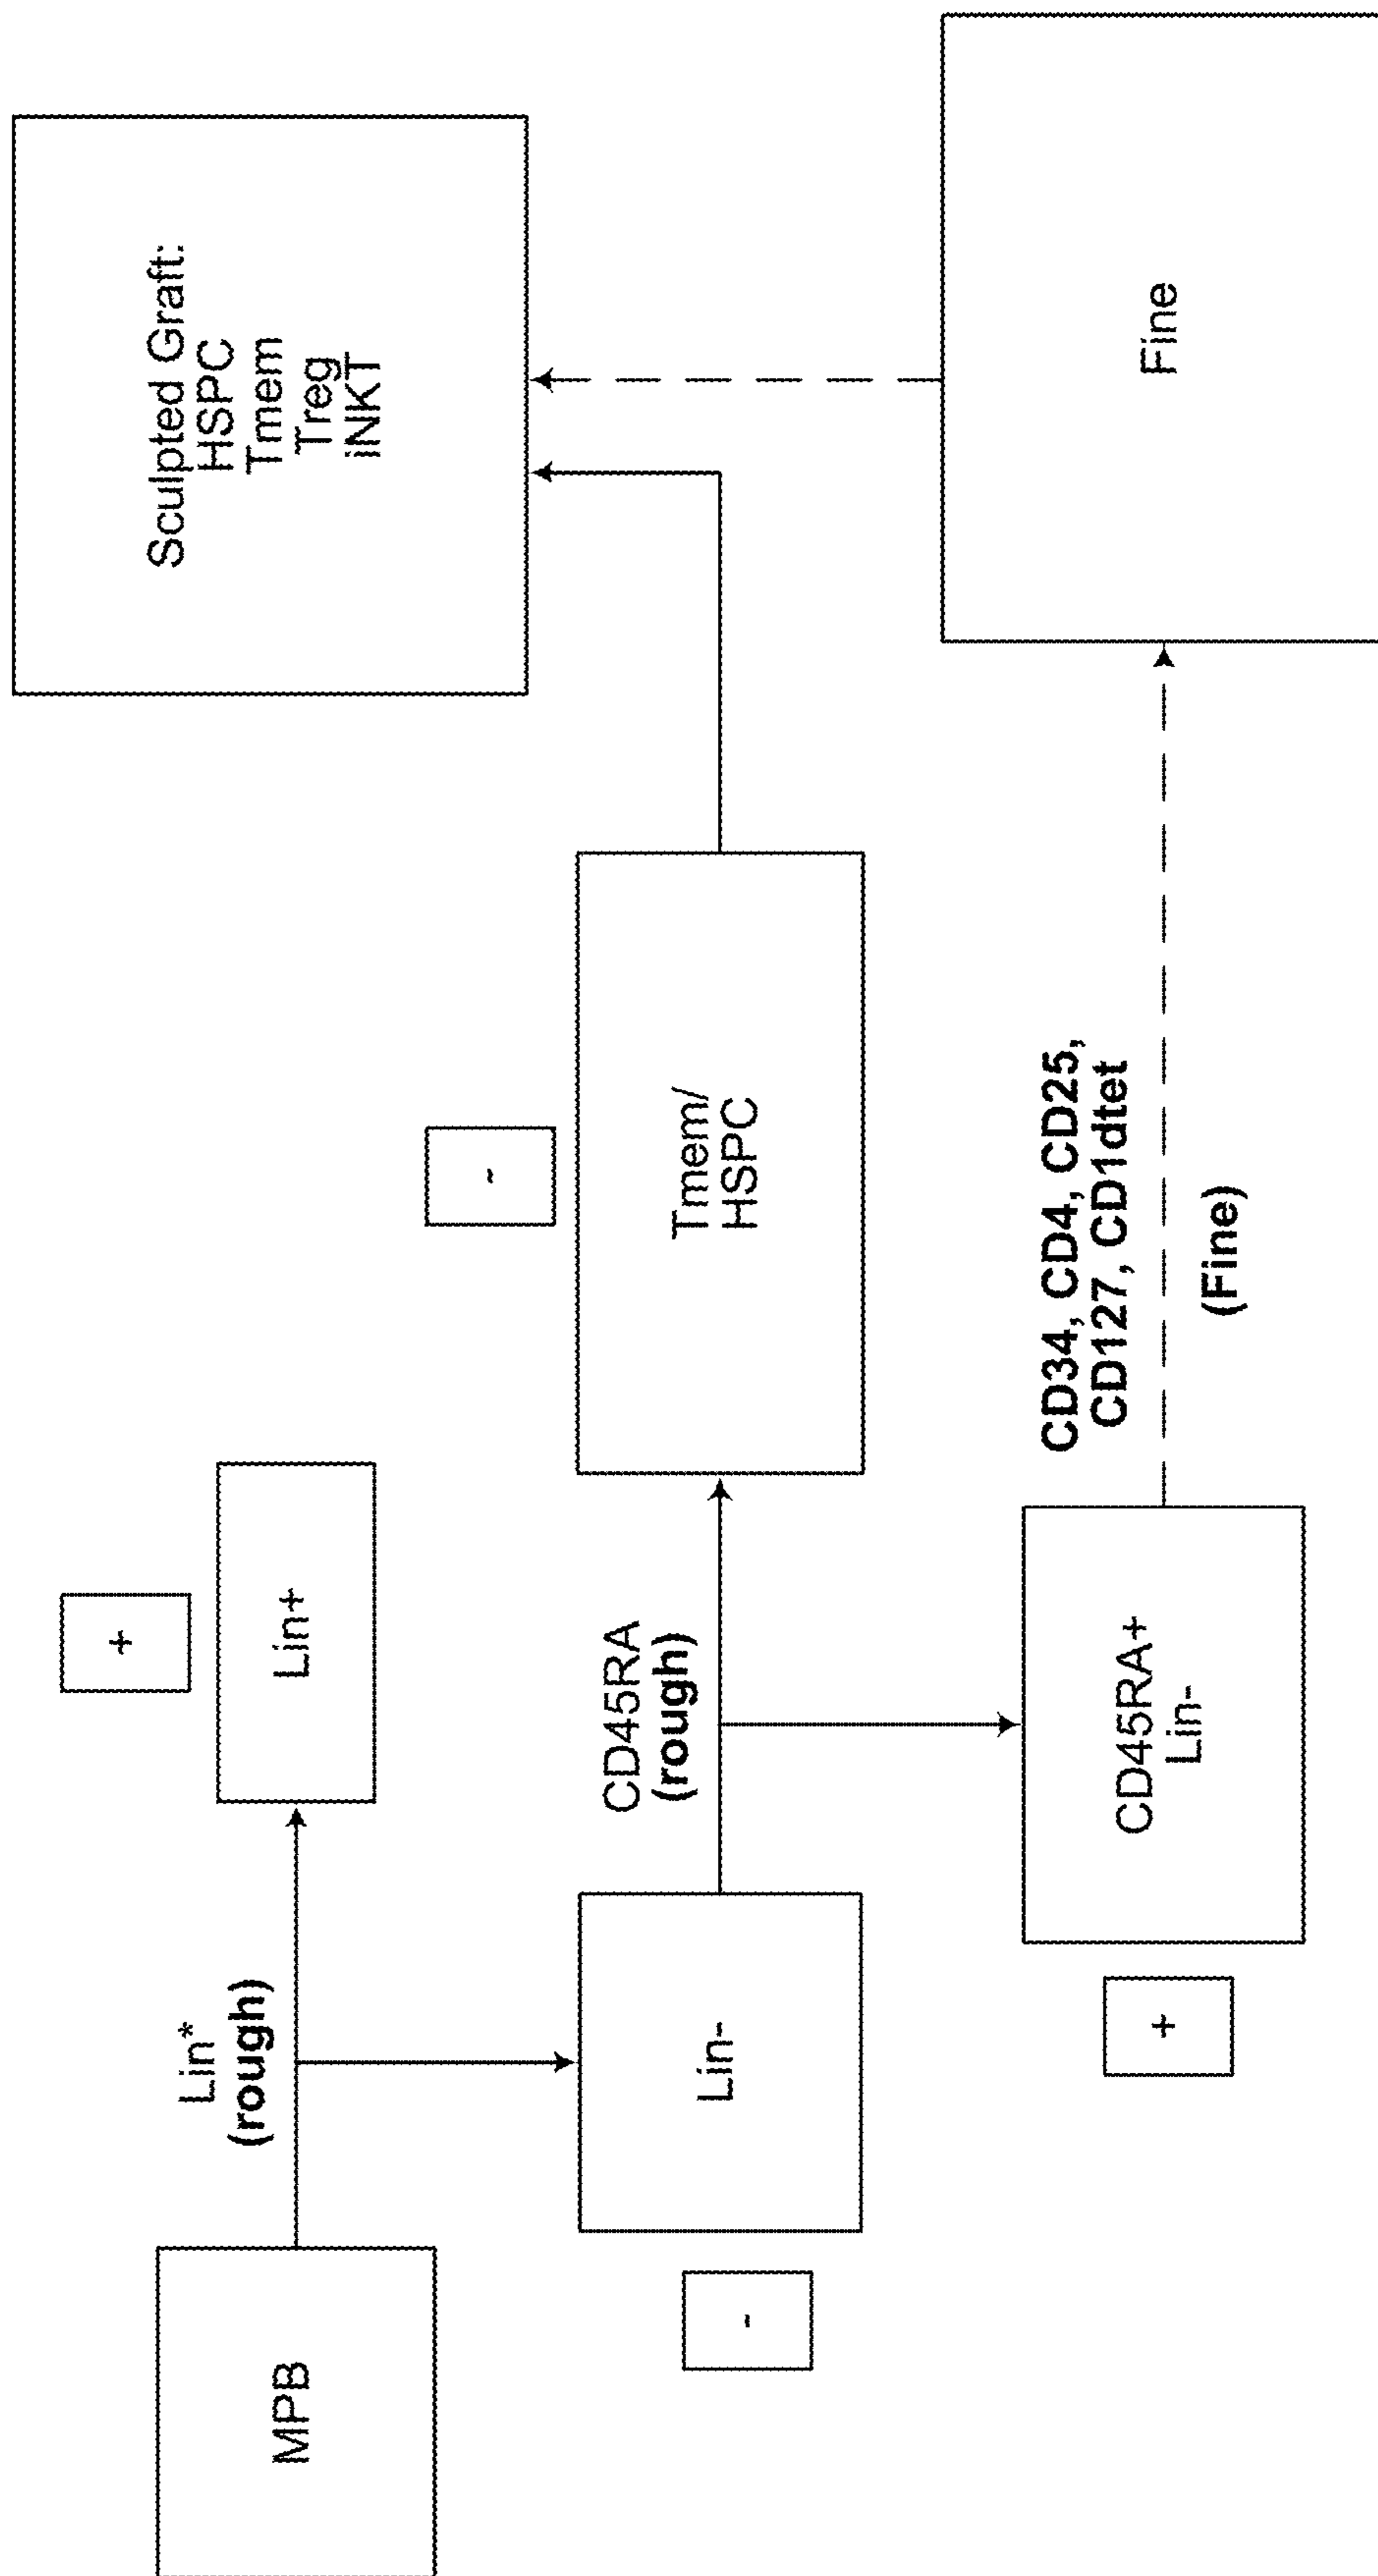 MPB
Lin*
(rough)
+
Lin+
-
Lin-
CD45RA
(rough)
-
Tmem/
HSPC
Sculpted Graft:
HSPC
Tmem
Treg
iNKT
+
CD45RA+
Lin-
CD34, CD4, CD25,
CD127, CD1dtet
(Fine)
Fine